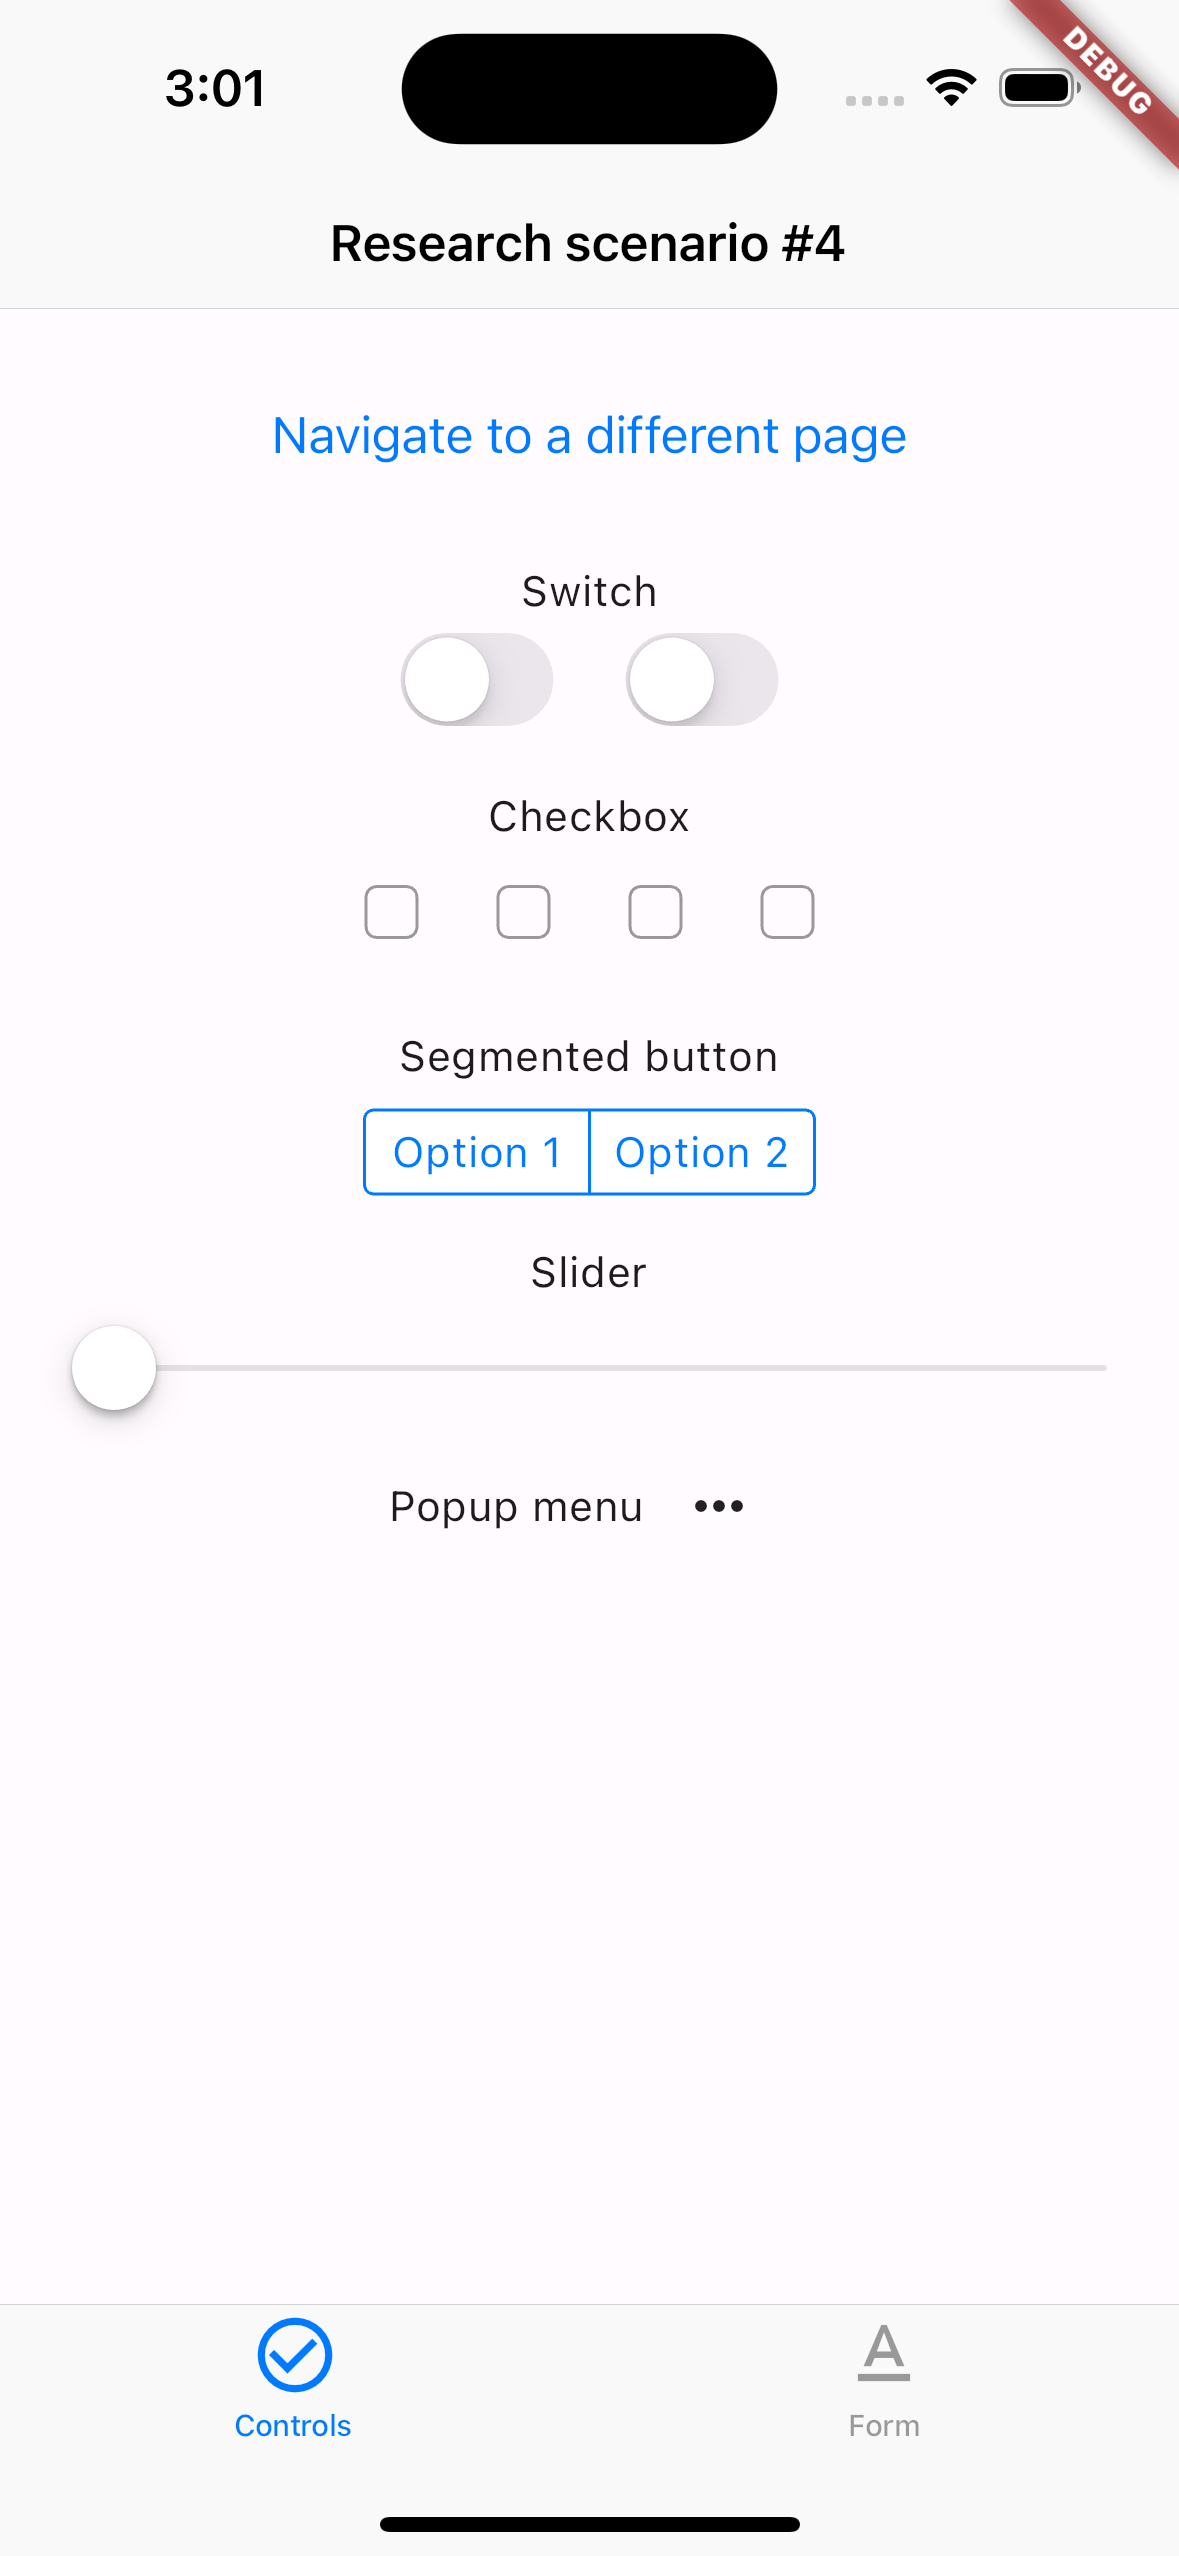 3:01
DEBUG
Research scenario #4
Navigate to a different page
Switch
Checkbox
Segmented button
Option 1 Option 2
Slider
Popup menu
Controls Form